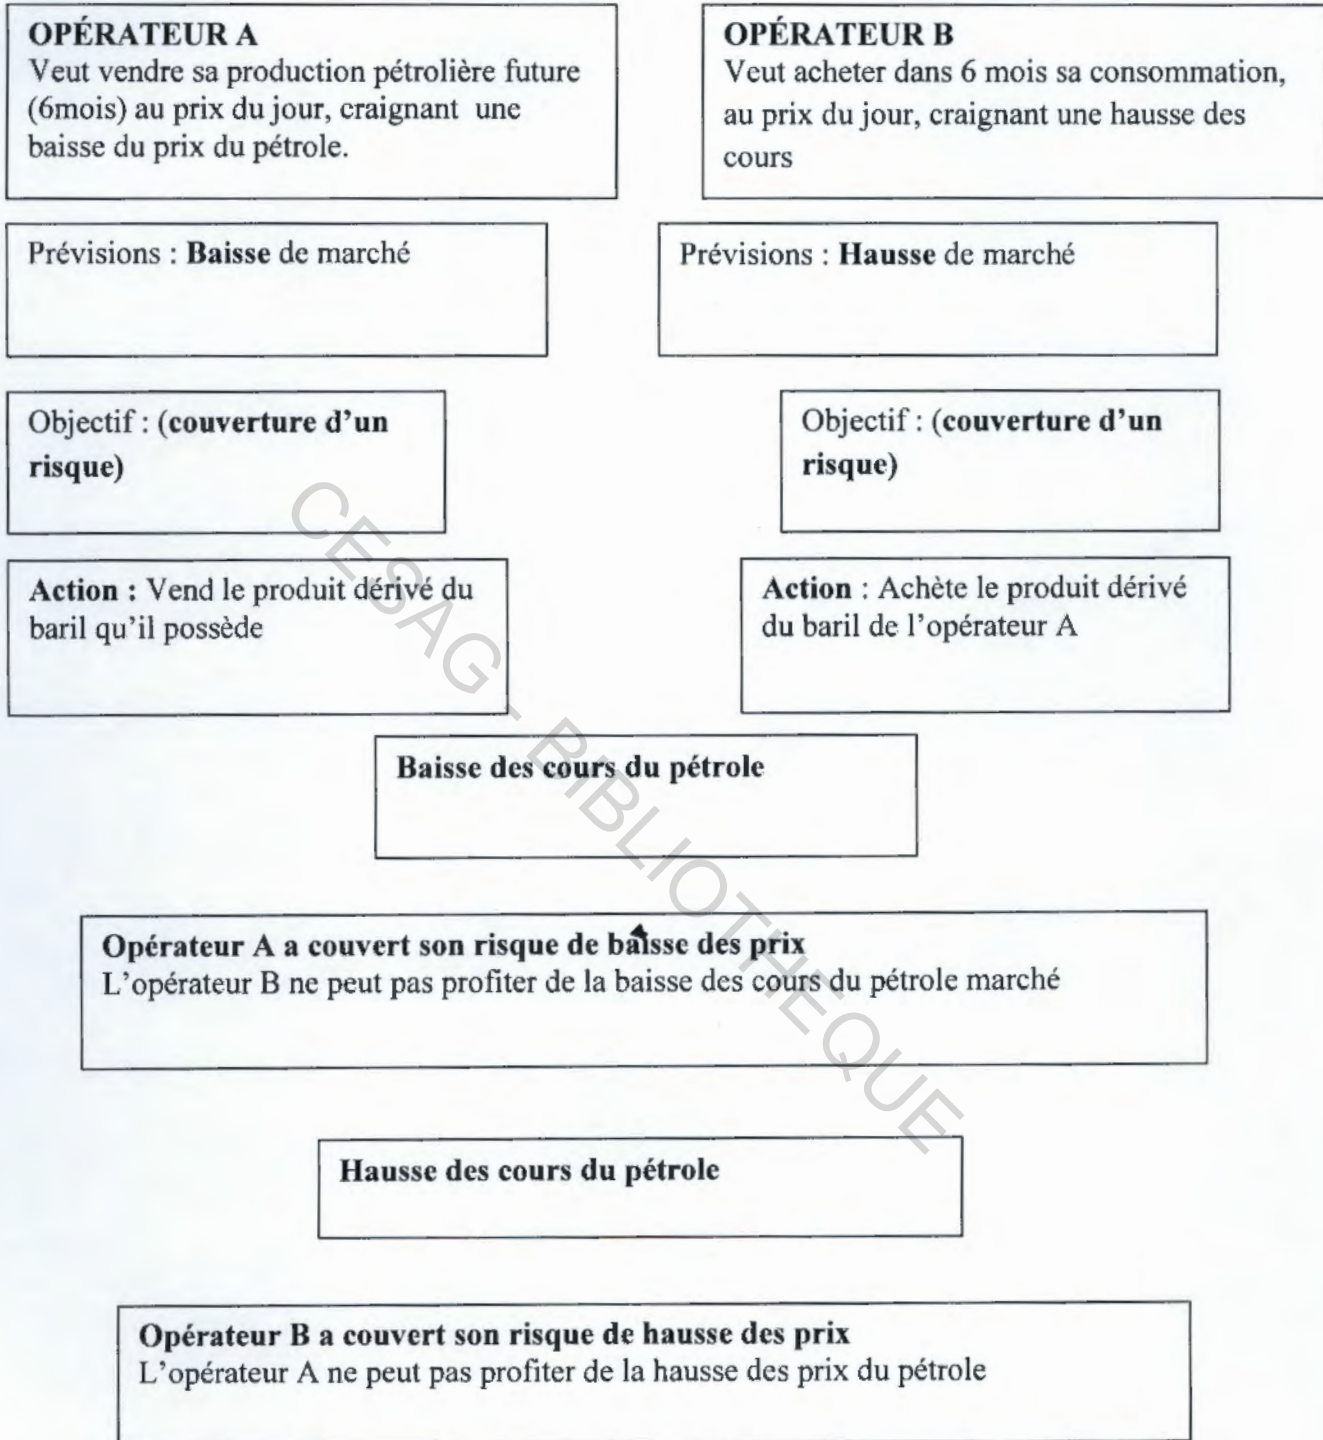 OPÉRATEUR A
Veut vendre sa production pétrolière future
(6mois) au prix du jour, craignant une
baisse du prix du pétrole.
OPÉRATEUR B
Veut acheter dans 6 mois sa consommation,
au prix du jour, craignant une hausse des
cours
Prévisions : Baisse de marché
Prévisions : Hausse de marché
Objectif : (couverture d'un
risque)
Objectif : (couverture d'un
risque)
Action : Vend le produit dérivé du
baril qu'il possède
Action : Achète le produit dérivé
du baril de l'opérateur A
Baisse des cours du pétrole
Opérateur A a couvert son risque de baisse des prix
L'opérateur B ne peut pas profiter de la baisse des cours du pétrole marché
Hausse des cours du pétrole
Opérateur B a couvert son risque de hausse des prix
L'opérateur A ne peut pas profiter de la hausse des prix du pétrole
CESAG - BIBLIOTHEQUE